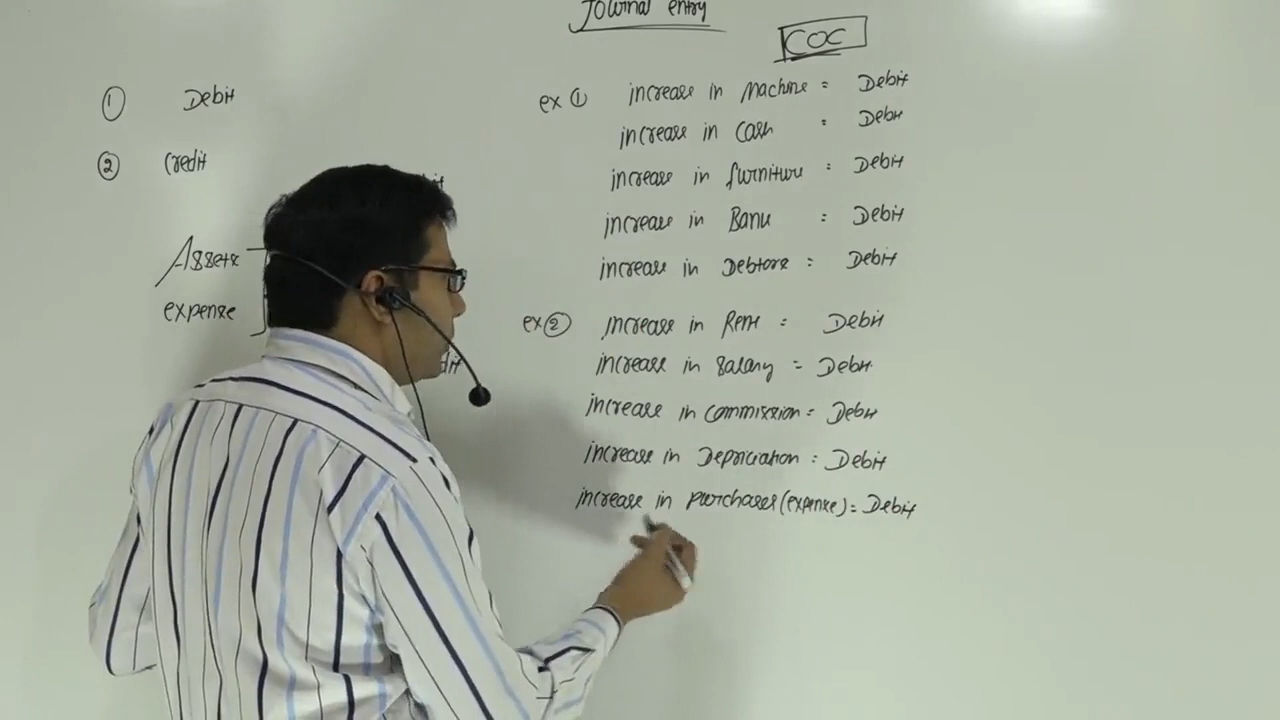 Journal entry
COC
① Debit
② Credit
Assets
expense
ex ① increase in Machine = Debit
increase in Cash : Debit
increase in furniture : Debit
increase in Bank : Debit
increase in Debtors : Debit
ex ② increase in Rent = Debit
increase in Salary = Debit
increase in Commission = Debit
increase in Depriciation = Debit
increase in purchases (expense) = Debit